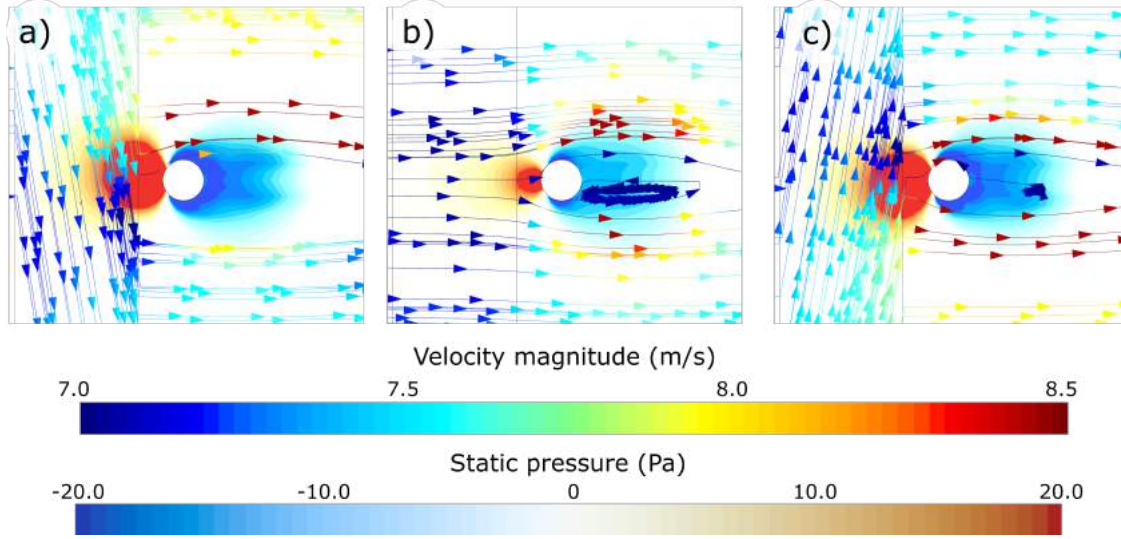 a)
b)
c)
Velocity magnitude (m/s)
7.0 7.5 8.0 8.5
Static pressure (Pa)
-20.0 -10.0 0 10.0 20.0